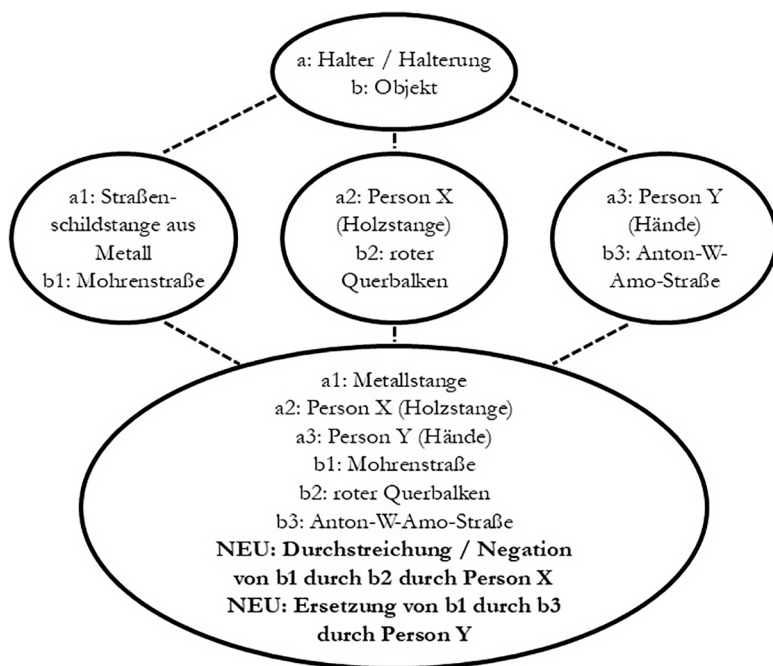 a: Halter / Halterung
b: Objekt
a1: Straßen-
schildstange aus
Metall
b1: Mohrenstraße
a2: Person X
(Holzstange)
b2: roter
Querbalken
a3: Person Y
(Hände)
b3: Anton-W-
Amo-Straße
a1: Metallstange
a2: Person X (Holzstange)
a3: Person Y (Hände)
b1: Mohrenstraße
b2: roter Querbalken
b3: Anton-W-Amo-Straße
NEU: Durchstreichung / Negation
von b1 durch b2 durch Person X
NEU: Ersetzung von b1 durch b3
durch Person Y